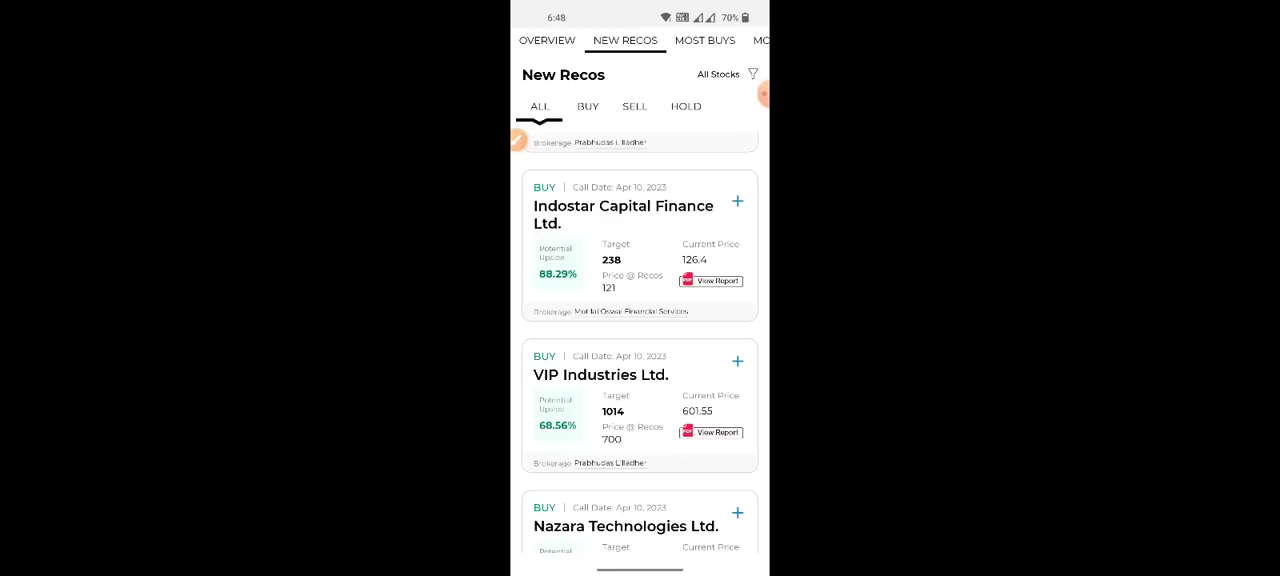 6:48
70%
OVERVIEW NEW RECOS MOST BUYS MO
New Recos All Stocks
ALL BUY SELL HOLD
Brokerage Prabhudas Lilladher
BUY | Call Date: Apr 10, 2023
Indostar Capital Finance
Ltd.
Potential
Upside
88.29%
Target
238
Price @ Recos
121
Current Price
126.4
PDF View Report
Brokerage Motilal Oswal Financial Services
BUY | Call Date: Apr 10, 2023
VIP Industries Ltd.
Potential
Upside
68.56%
Target
1014
Price @ Recos
700
Current Price
601.55
PDF View Report
Brokerage Prabhudas Lilladher
BUY | Call Date: Apr 10, 2023
Nazara Technologies Ltd.
Potential
Target
Current Price